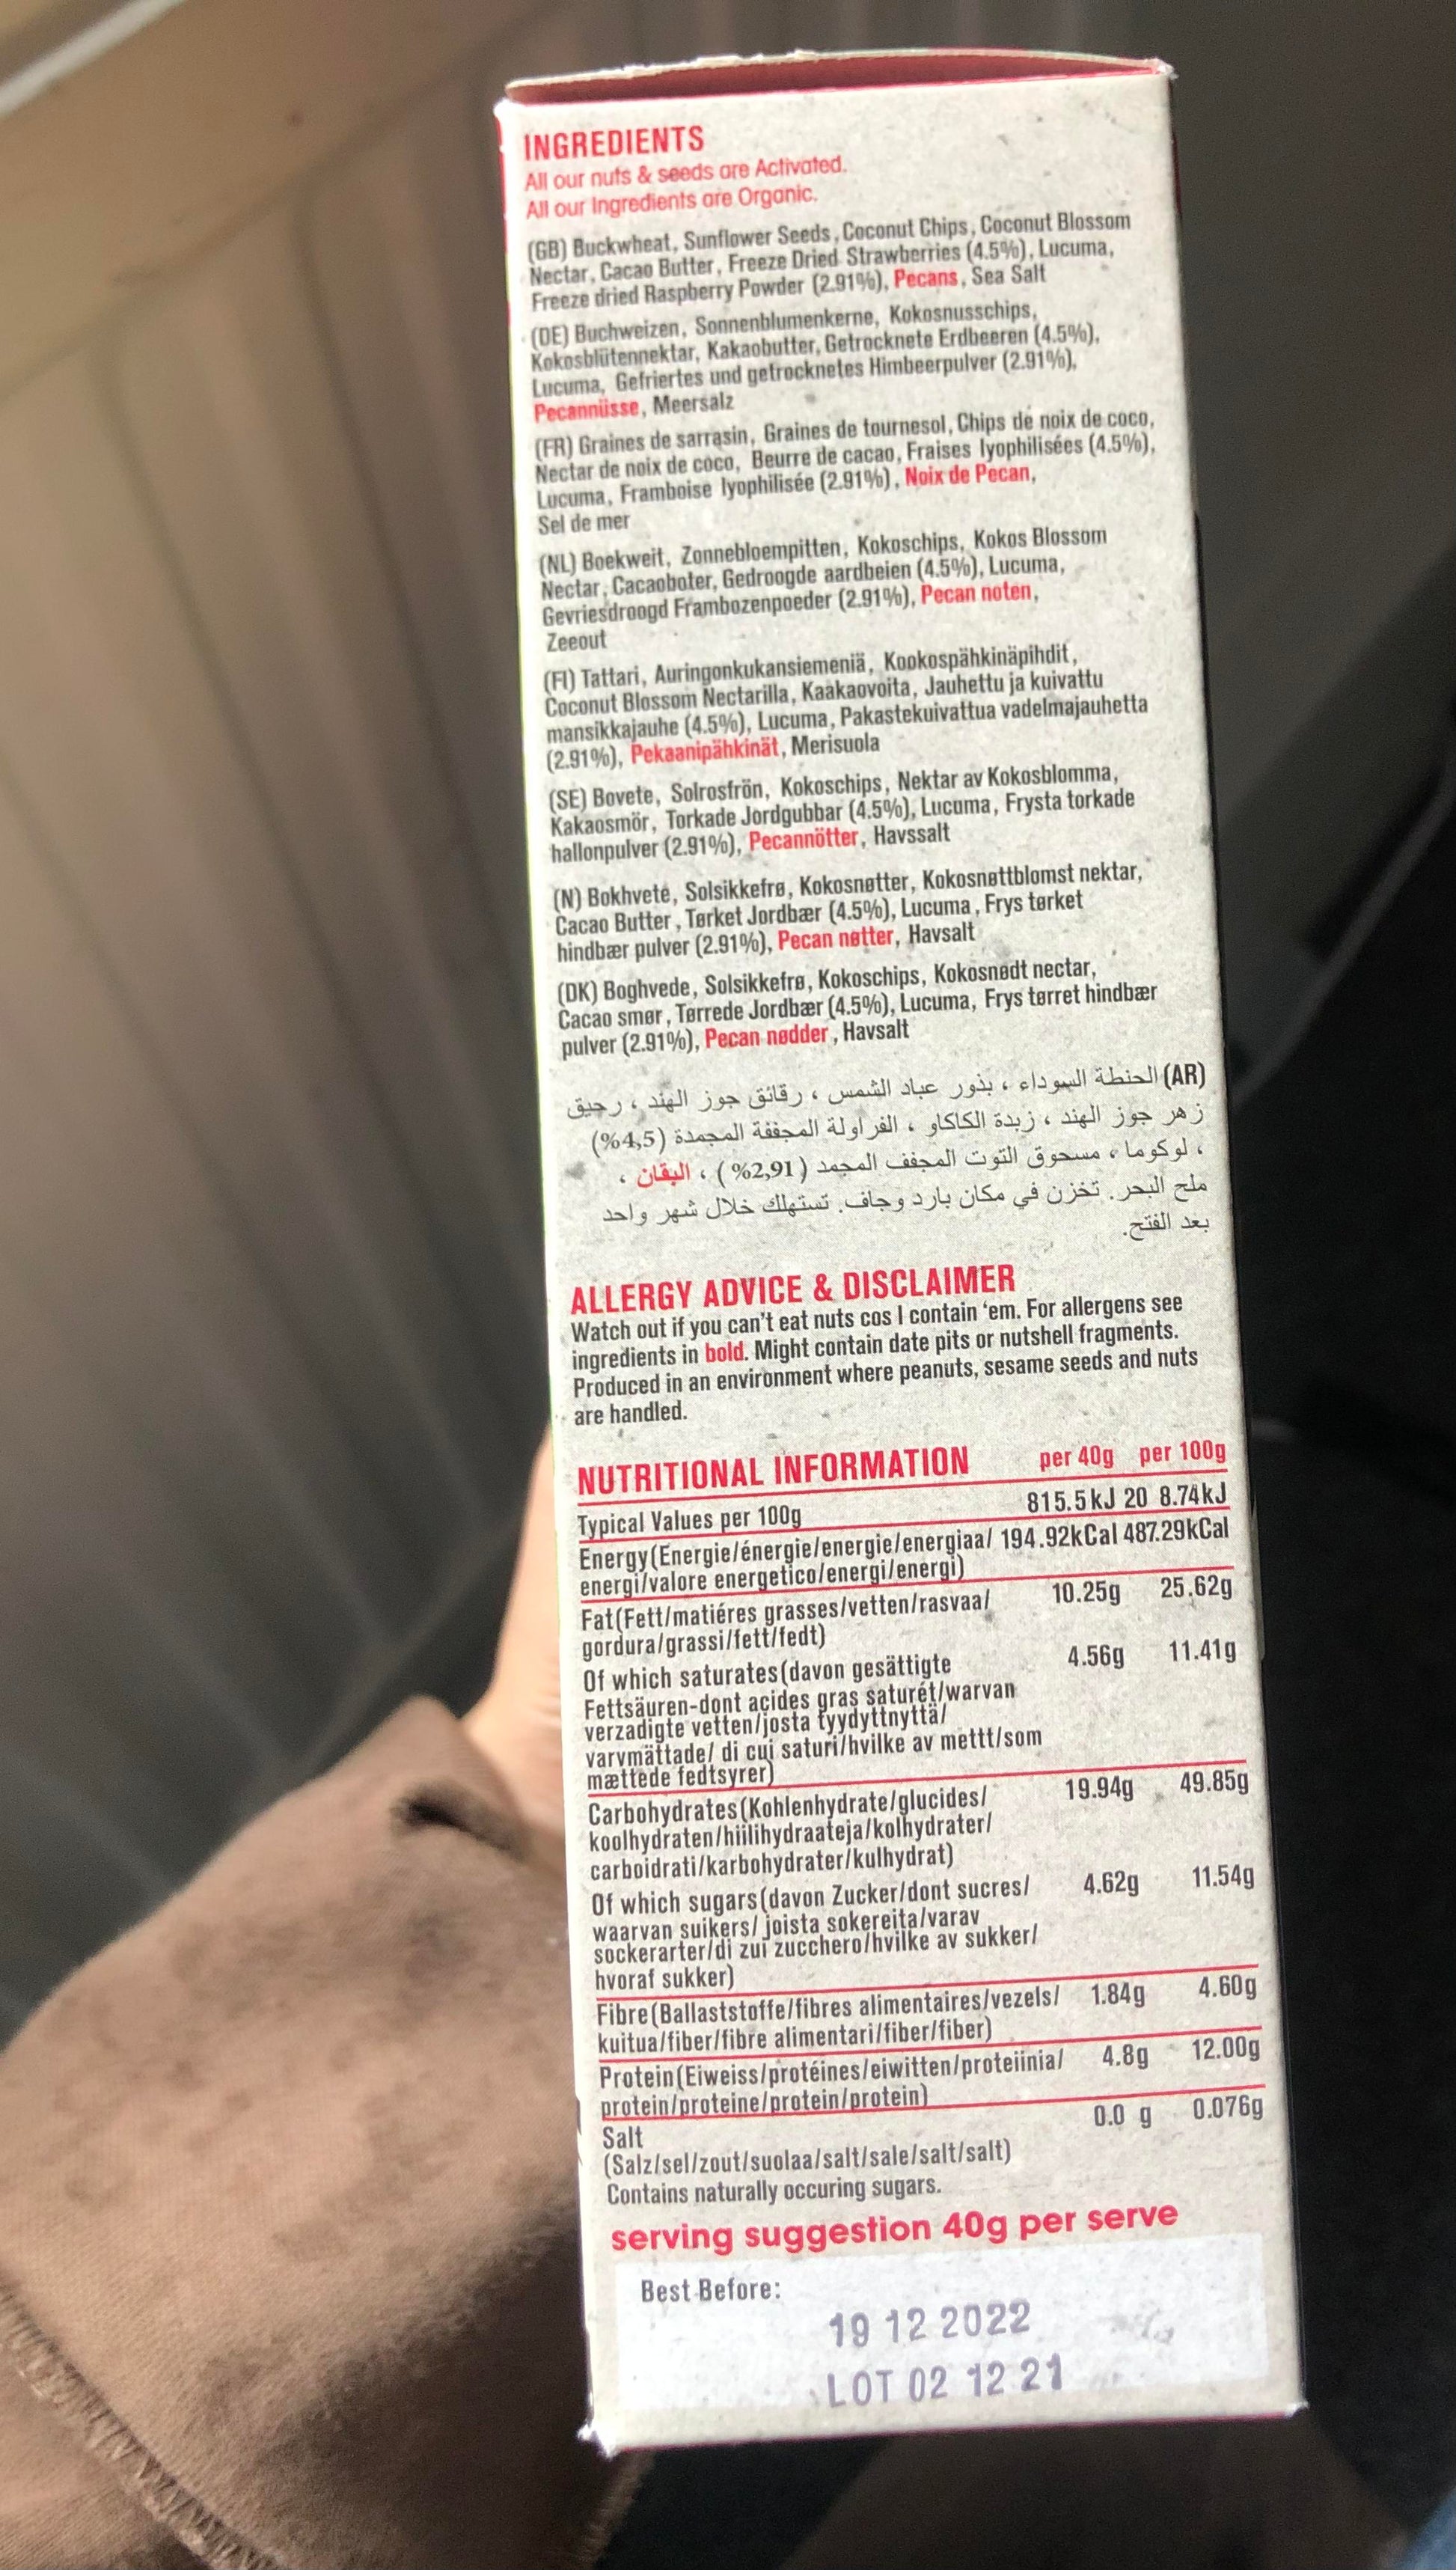 INGREDIENTS
All our nuts & seeds are Activated.
All our Ingredients are Organic.
(GB) Buckwheat, Sunflower Seeds, Coconut Chips, Coconut Blossom
Nectar, Cacao Butter, Freeze Dried Strawberries (4.5%), Lucuma,
Freeze dried Raspberry Powder (2.91%), Pecans, Sea Salt
(DE) Buchweizen, Sonnenblumenkerne, Kokosnusschips,
Kokosblütennektar, Kakaobutter, Getrocknete Erdbeeren (4.5%),
Lucuma, Gefriertes und getrocknetes Himbeerpulver (2.91%),
Pecannüsse, Meersalz
(FR) Graines de sarrasin, Graines de tournesol, Chips de noix de coco,
Nectar de noix de coco, Beurre de cacao, Fraises lyophilisées (4.5%),
Lucuma, Framboise lyophilisée (2.91%), Noix de Pecan,
Sel de mer
(NL) Boekweit, Zonnebloempitten, Kokoschips, Kokos Blossom
Nectar, Cacaoboter, Gedroogde aardbeien (4.5%), Lucuma,
Gevriesdroogd Frambozenpoeder (2.91%), Pecan noten,
Zeeout
(FI) Tattari, Auringonkukansiemeniä, Kookospähkinäpihdit,
Coconut Blossom Nectarilla, Kaakaovoita, Jauhettu ja kuivattu
mansikkajauhe (4.5%), Lucuma, Pakastekuivattua vadelmajauhetta
(2.91%), Pekaanipähkinät, Merisuola
(SE) Bovete, Solrosfrön, Kokoschips, Nektar av Kokosblomma,
Kakaosmör, Torkade Jordgubbar (4.5%), Lucuma, Frysta torkade
hallonpulver (2.91%), Pecannötter, Havssalt
(N) Bokhvete, Solsikkefrø, Kokosnøtter, Kokosnøttblomst nektar,
Cacao Butter, Tørket Jordbær (4.5%), Lucuma, Frys tørket
hindbær pulver (2.91%), Pecan nøtter, Havsalt
(DK) Boghvede, Solsikkefrø, Kokoschips, Kokosnødt nectar,
Cacao smør, Tørrede Jordbær (4.5%), Lucuma, Frys tørret hindbær
pulver (2.91%), Pecan nødder, Havsalt
(AR) الحنطة السوداء ، بذور عباد الشمس ، رقائق جوز الهند ، رحيق
زهر جوز الهند ، زبدة الكاكاو ، الفراولة المجففة المجمدة (4,5%)
، لوكوما ، مسحوق التوت المجفف المجمد (2,91%) ، البقان ،
ملح البحر. تخزن في مكان بارد وجاف. تستهلك خلال شهر واحد
بعد الفتح.
ALLERGY ADVICE & DISCLAIMER
Watch out if you can't eat nuts cos I contain 'em. For allergens see
ingredients in bold. Might contain date pits or nutshell fragments.
Produced in an environment where peanuts, sesame seeds and nuts
are handled.
NUTRITIONAL INFORMATION per 40g per 100g
Typical Values per 100g 815.5kJ 20 8.74kJ
Energy(Energie/énergie/energie/energiaa/ 194.92kCal 487.29kCal
energi/valore energetico/energi/energi)
Fat(Fett/matiéres grasses/vetten/rasvaa/ 10.25g 25.62g
gordura/grassi/fett/fedt)
Of which saturates(davon gesättigte 4.56g 11.41g
Fettsäuren-dont acides gras saturét/warvan
verzadigte vetten/josta tyydyttnyttä/
varvmättade/ di cui saturi/hvilke av mettt/som
mættede fedtsyrer)
Carbohydrates(Kohlenhydrate/glucides/ 19.94g 49.85g
koolhydraten/hiilihydraateja/kolhydrater/
carboidrati/karbohydrater/kulhydrat)
Of which sugars(davon Zucker/dont sucres/ 4.62g 11.54g
waarvan suikers/ joista sokereita/varav
sockerarter/di zui zucchero/hvilke av sukker/
hvoraf sukker)
Fibre(Ballaststoffe/fibres alimentaires/vezels/ 1.84g 4.60g
kuitua/fiber/fibre alimentari/fiber/fiber)
Protein(Eiweiss/protéines/eiwitten/proteiinia/ 4.8g 12.00g
protein/proteine/protein/protein)
Salt 0.0 g 0.076g
(Salz/sel/zout/suolaa/salt/sale/salt/salt)
Contains naturally occuring sugars.
serving suggestion 40g per serve
Best Before:
19 12 2022
LOT 02 12 21